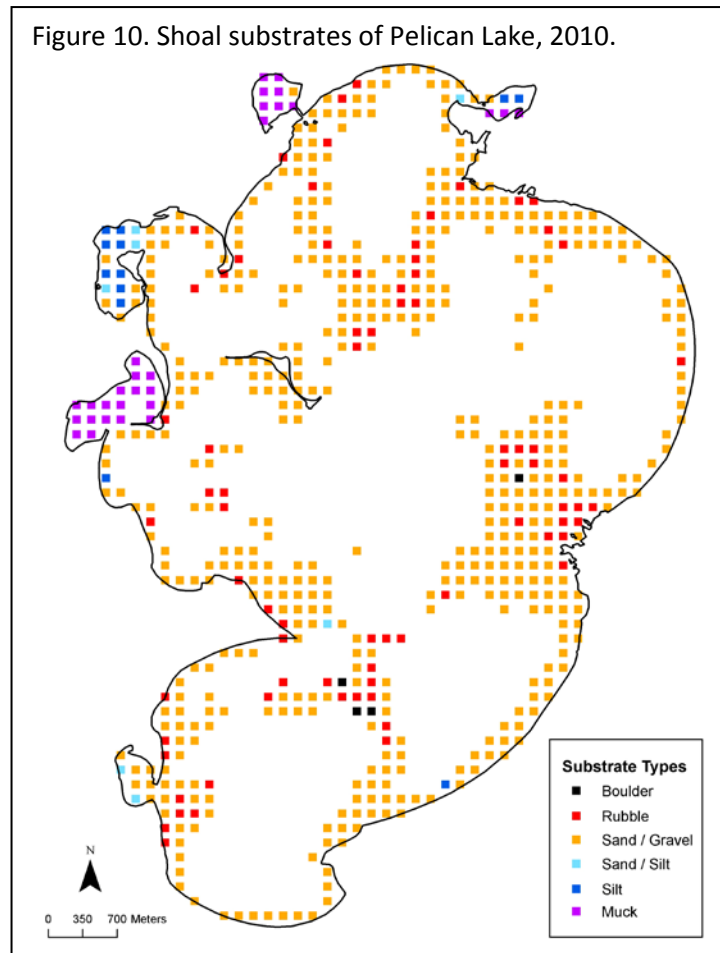 Figure 10. Shoal substrates of Pelican Lake, 2010.
Substrate Types
Boulder
Rubble
Sand / Gravel
Sand / Silt
Silt
Muck
N
0 350 700 Meters